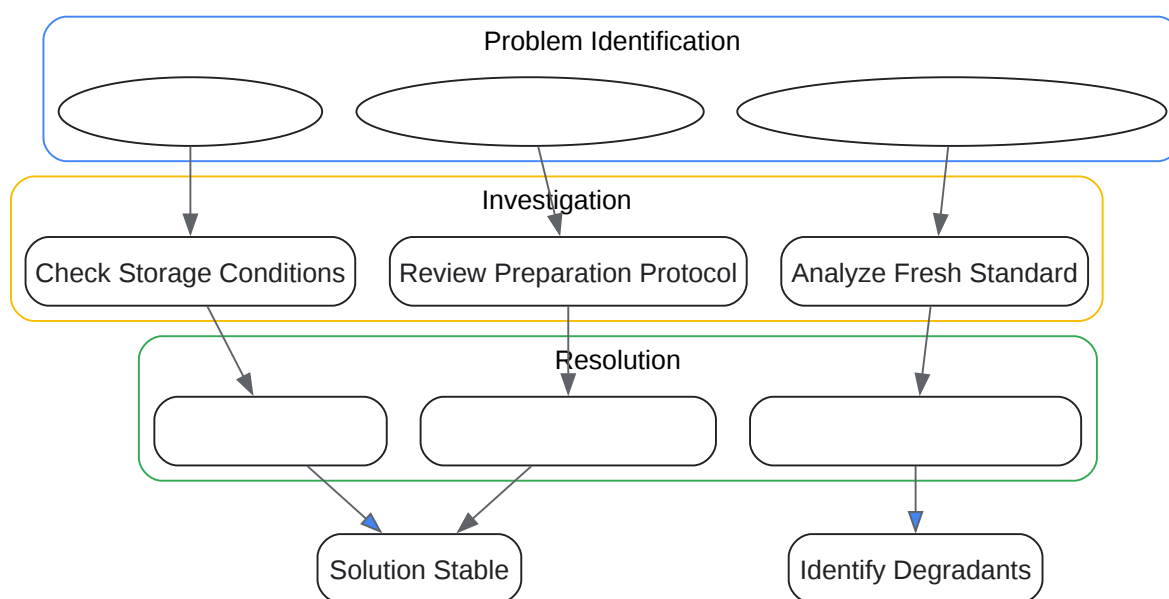 Problem Identification
Investigation
Check Storage Conditions
Review Preparation Protocol
Analyze Fresh Standard
Resolution
Solution Stable
Identify Degradants